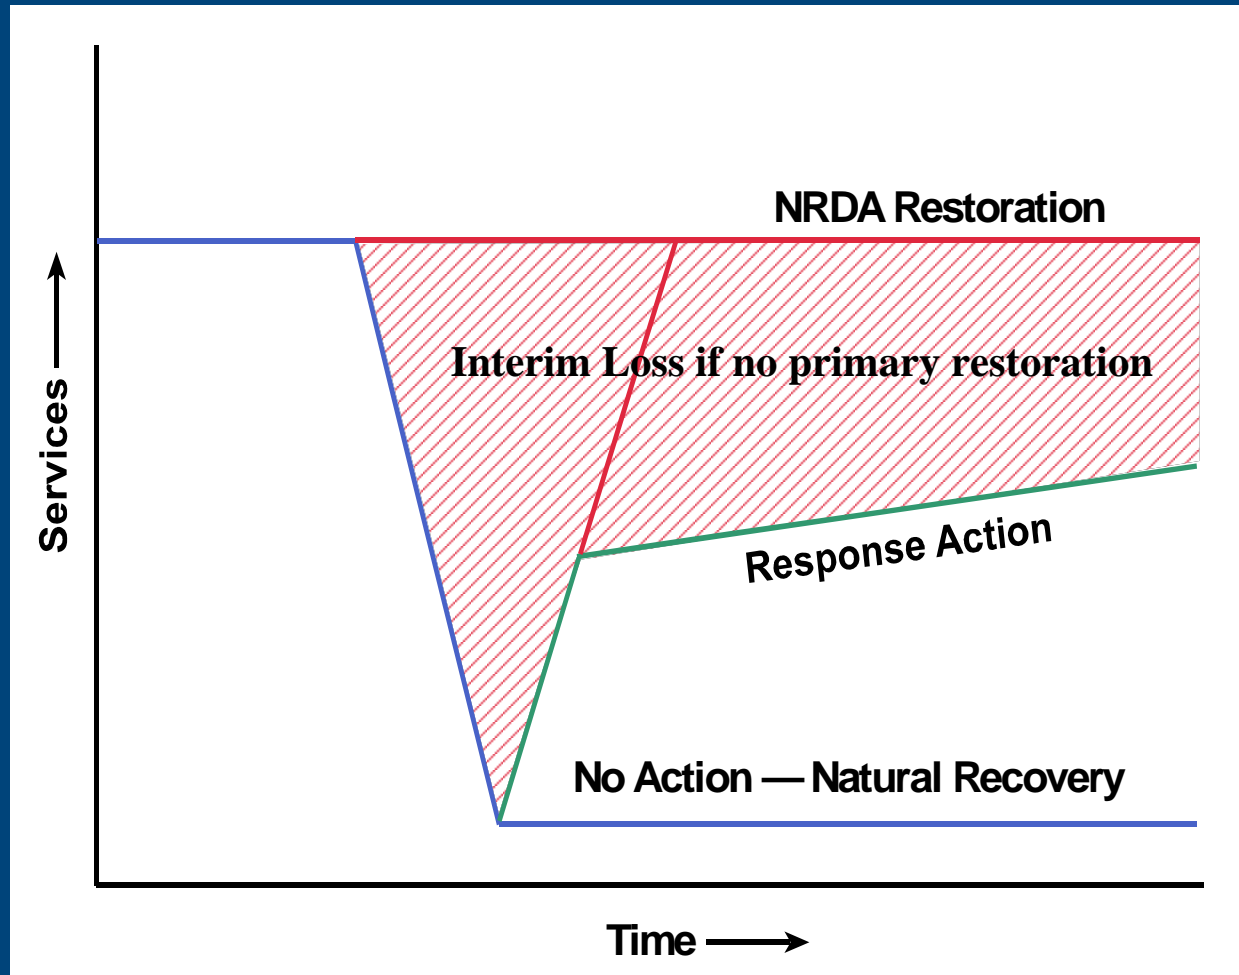 NRDA Restoration
Interim Loss if no primary restoration
Services
Response Action
No Action — Natural Recovery
Time